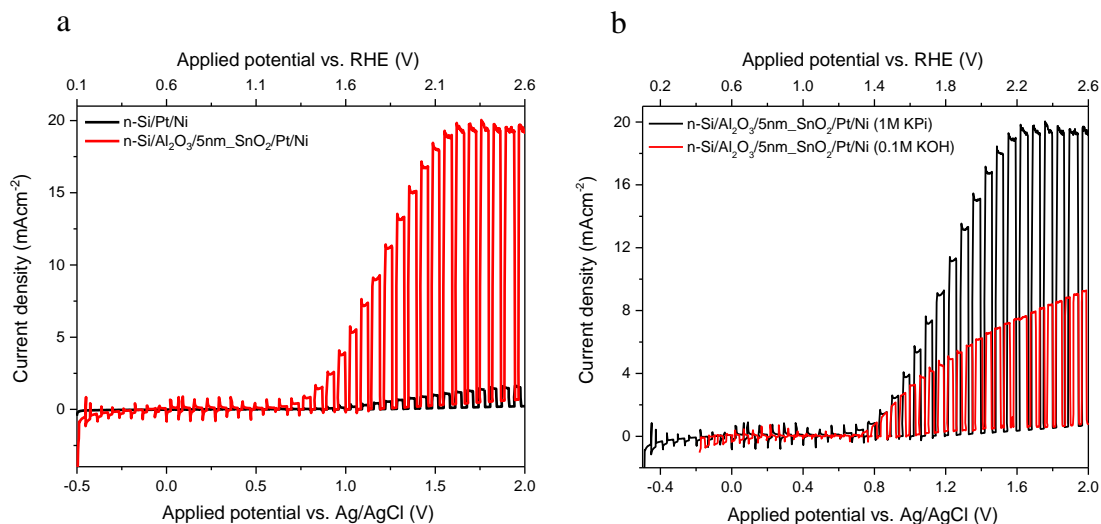 a
Applied potential vs. RHE (V)
0.1 0.6 1.1 1.6 2.1 2.6
n-Si/Pt/Ni
n-Si/Al₂O₃/5nm_SnO₂/Pt/Ni
Current density (mAcm⁻²)
20
15
10
5
0
-0.5 0.0 0.5 1.0 1.5 2.0
Applied potential vs. Ag/AgCl (V)
b
Applied potential vs. RHE (V)
0.2 0.6 1.0 1.4 1.8 2.2 2.6
n-Si/Al₂O₃/5nm_SnO₂/Pt/Ni (1M KPi)
n-Si/Al₂O₃/5nm_SnO₂/Pt/Ni (0.1M KOH)
Current density (mAcm⁻²)
20
16
12
8
4
0
-0.4 0.0 0.4 0.8 1.2 1.6 2.0
Applied potential vs. Ag/AgCl (V)